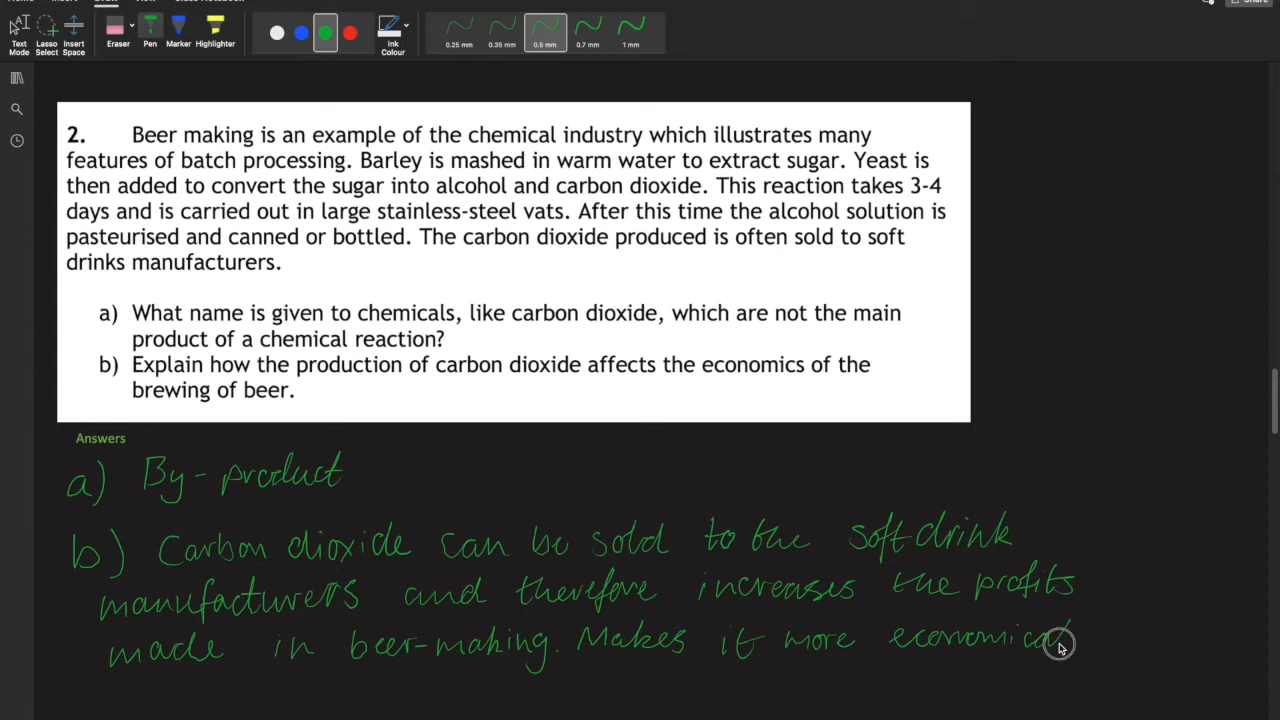 Text
Mode
Lasso
Select
Insert
Space
Eraser
Pen
Marker
Highlighter
Ink
Colour
0.25 mm
0.35 mm
0.5 mm
0.7 mm
1 mm
2. Beer making is an example of the chemical industry which illustrates many
features of batch processing. Barley is mashed in warm water to extract sugar. Yeast is
then added to convert the sugar into alcohol and carbon dioxide. This reaction takes 3-4
days and is carried out in large stainless-steel vats. After this time the alcohol solution is
pasteurised and canned or bottled. The carbon dioxide produced is often sold to soft
drinks manufacturers.
a) What name is given to chemicals, like carbon dioxide, which are not the main
product of a chemical reaction?
b) Explain how the production of carbon dioxide affects the economics of the
brewing of beer.
Answers
a) By-product
b) Carbon dioxide can be sold to the soft drink
manufacturers and therefore increases the profits
made in beer-making. Makes it more economical